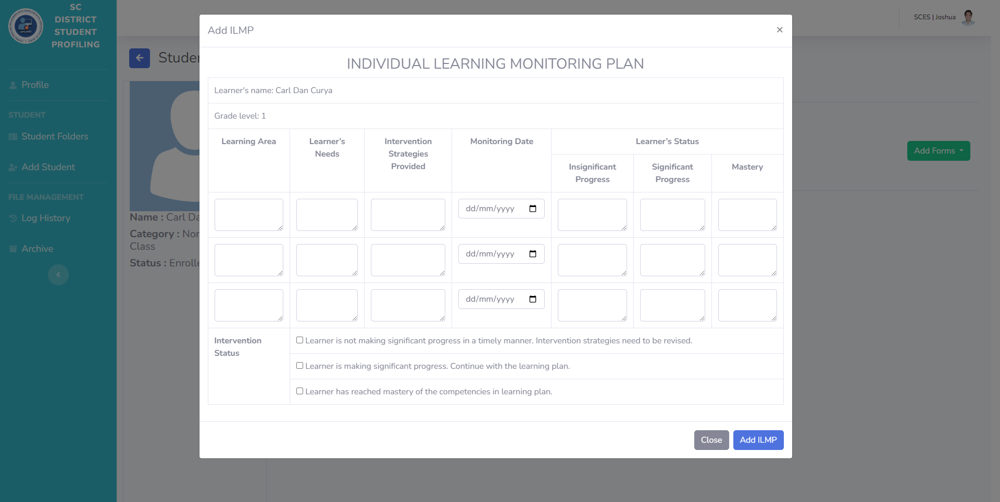 SC
DISTRICT
STUDENT
PROFILING
Profile
STUDENT
Student Folders
Add Student
FILE MANAGEMENT
Log History
Archive
SCES | Joshua
Name : Carl Da
Category : Nor
Class
Status : Enrolle
Add Forms
Add ILMP
×
INDIVIDUAL LEARNING MONITORING PLAN
Learner's name: Carl Dan Curya
Grade level: 1
Learning Area
Learner’s
Needs
Intervention
Strategies
Provided
Monitoring Date
Learner’s Status
Insignificant
Progress
Significant
Progress
Mastery
dd/mm/yyyy
dd/mm/yyyy
dd/mm/yyyy
Intervention
Status
Learner is not making significant progress in a timely manner. Intervention strategies need to be revised.
Learner is making significant progress. Continue with the learning plan.
Learner has reached mastery of the competencies in learning plan.
Close
Add ILMP